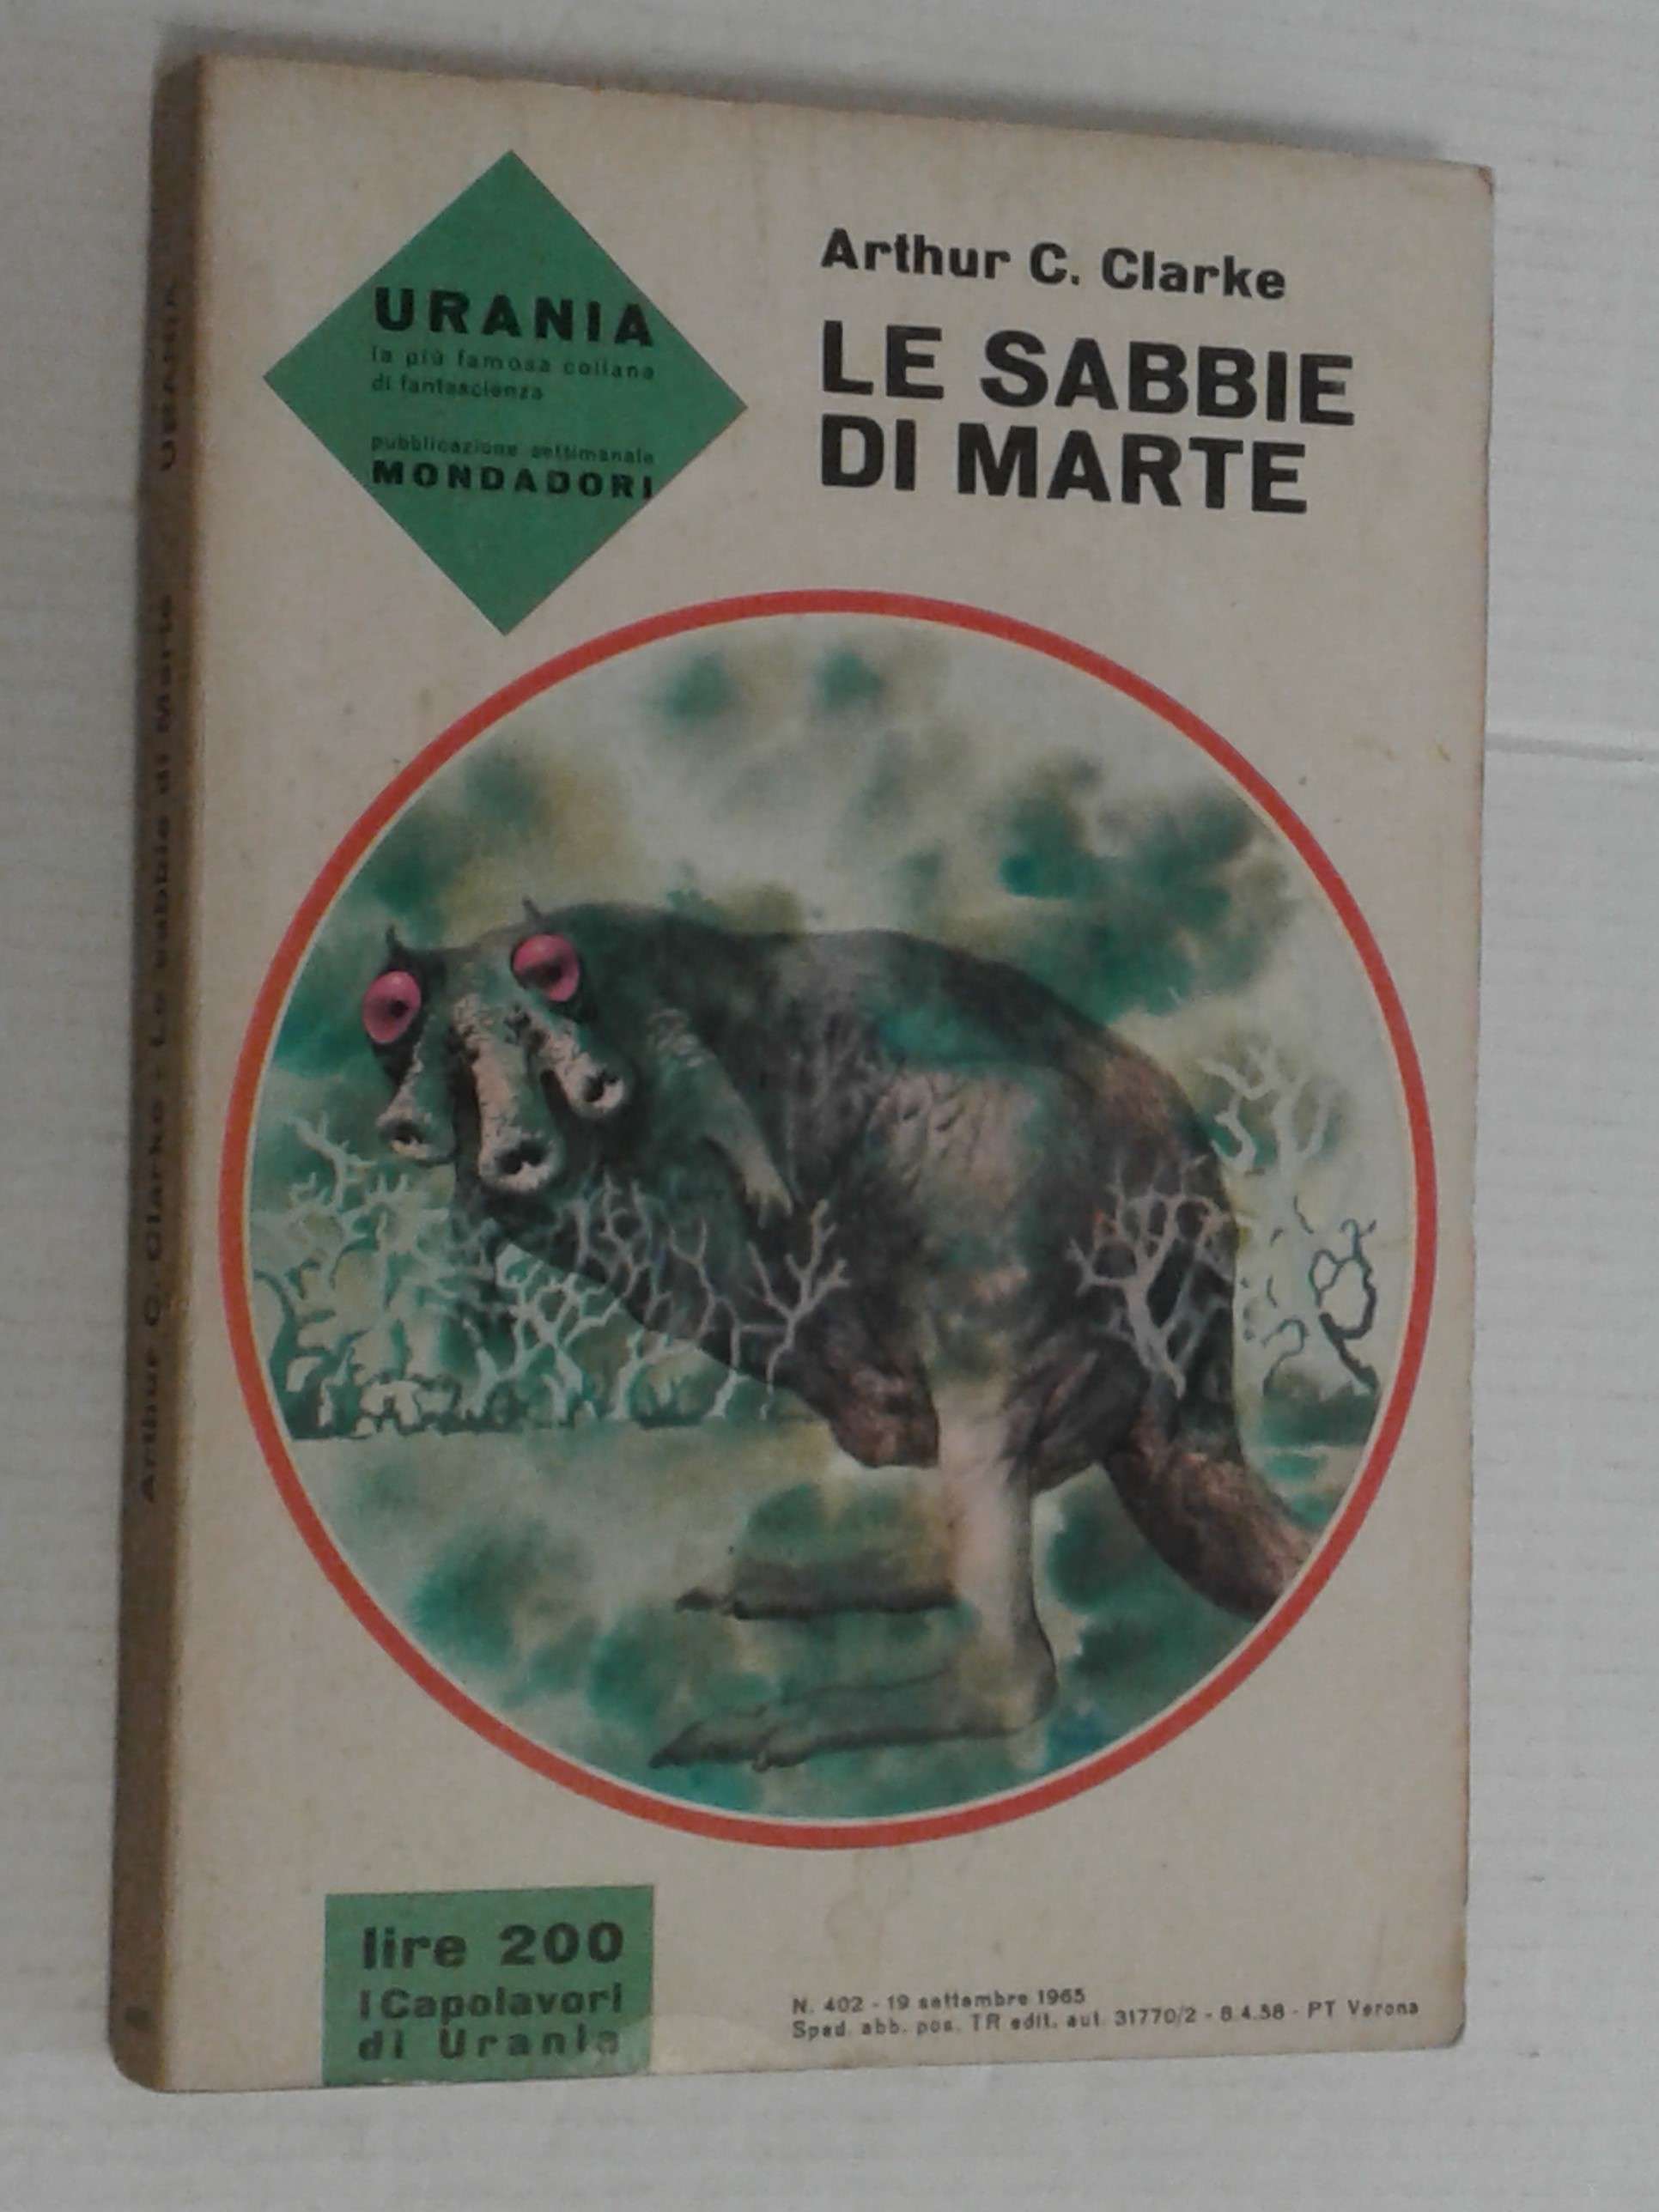 URANIA
la più famosa collana
di fantascienza
pubblicazione settimanale
MONDADORI
Arthur C. Clarke
LE SABBIE
DI MARTE
lire 200
I Capolavori
di Urania
N. 402 - 19 settembre 1965
Sped. abb. pos. TR edit. aut. 31770/2 - 8.4.58 - PT Verona
Arthur C. Clarke - Le sabbie di Marte URANIA